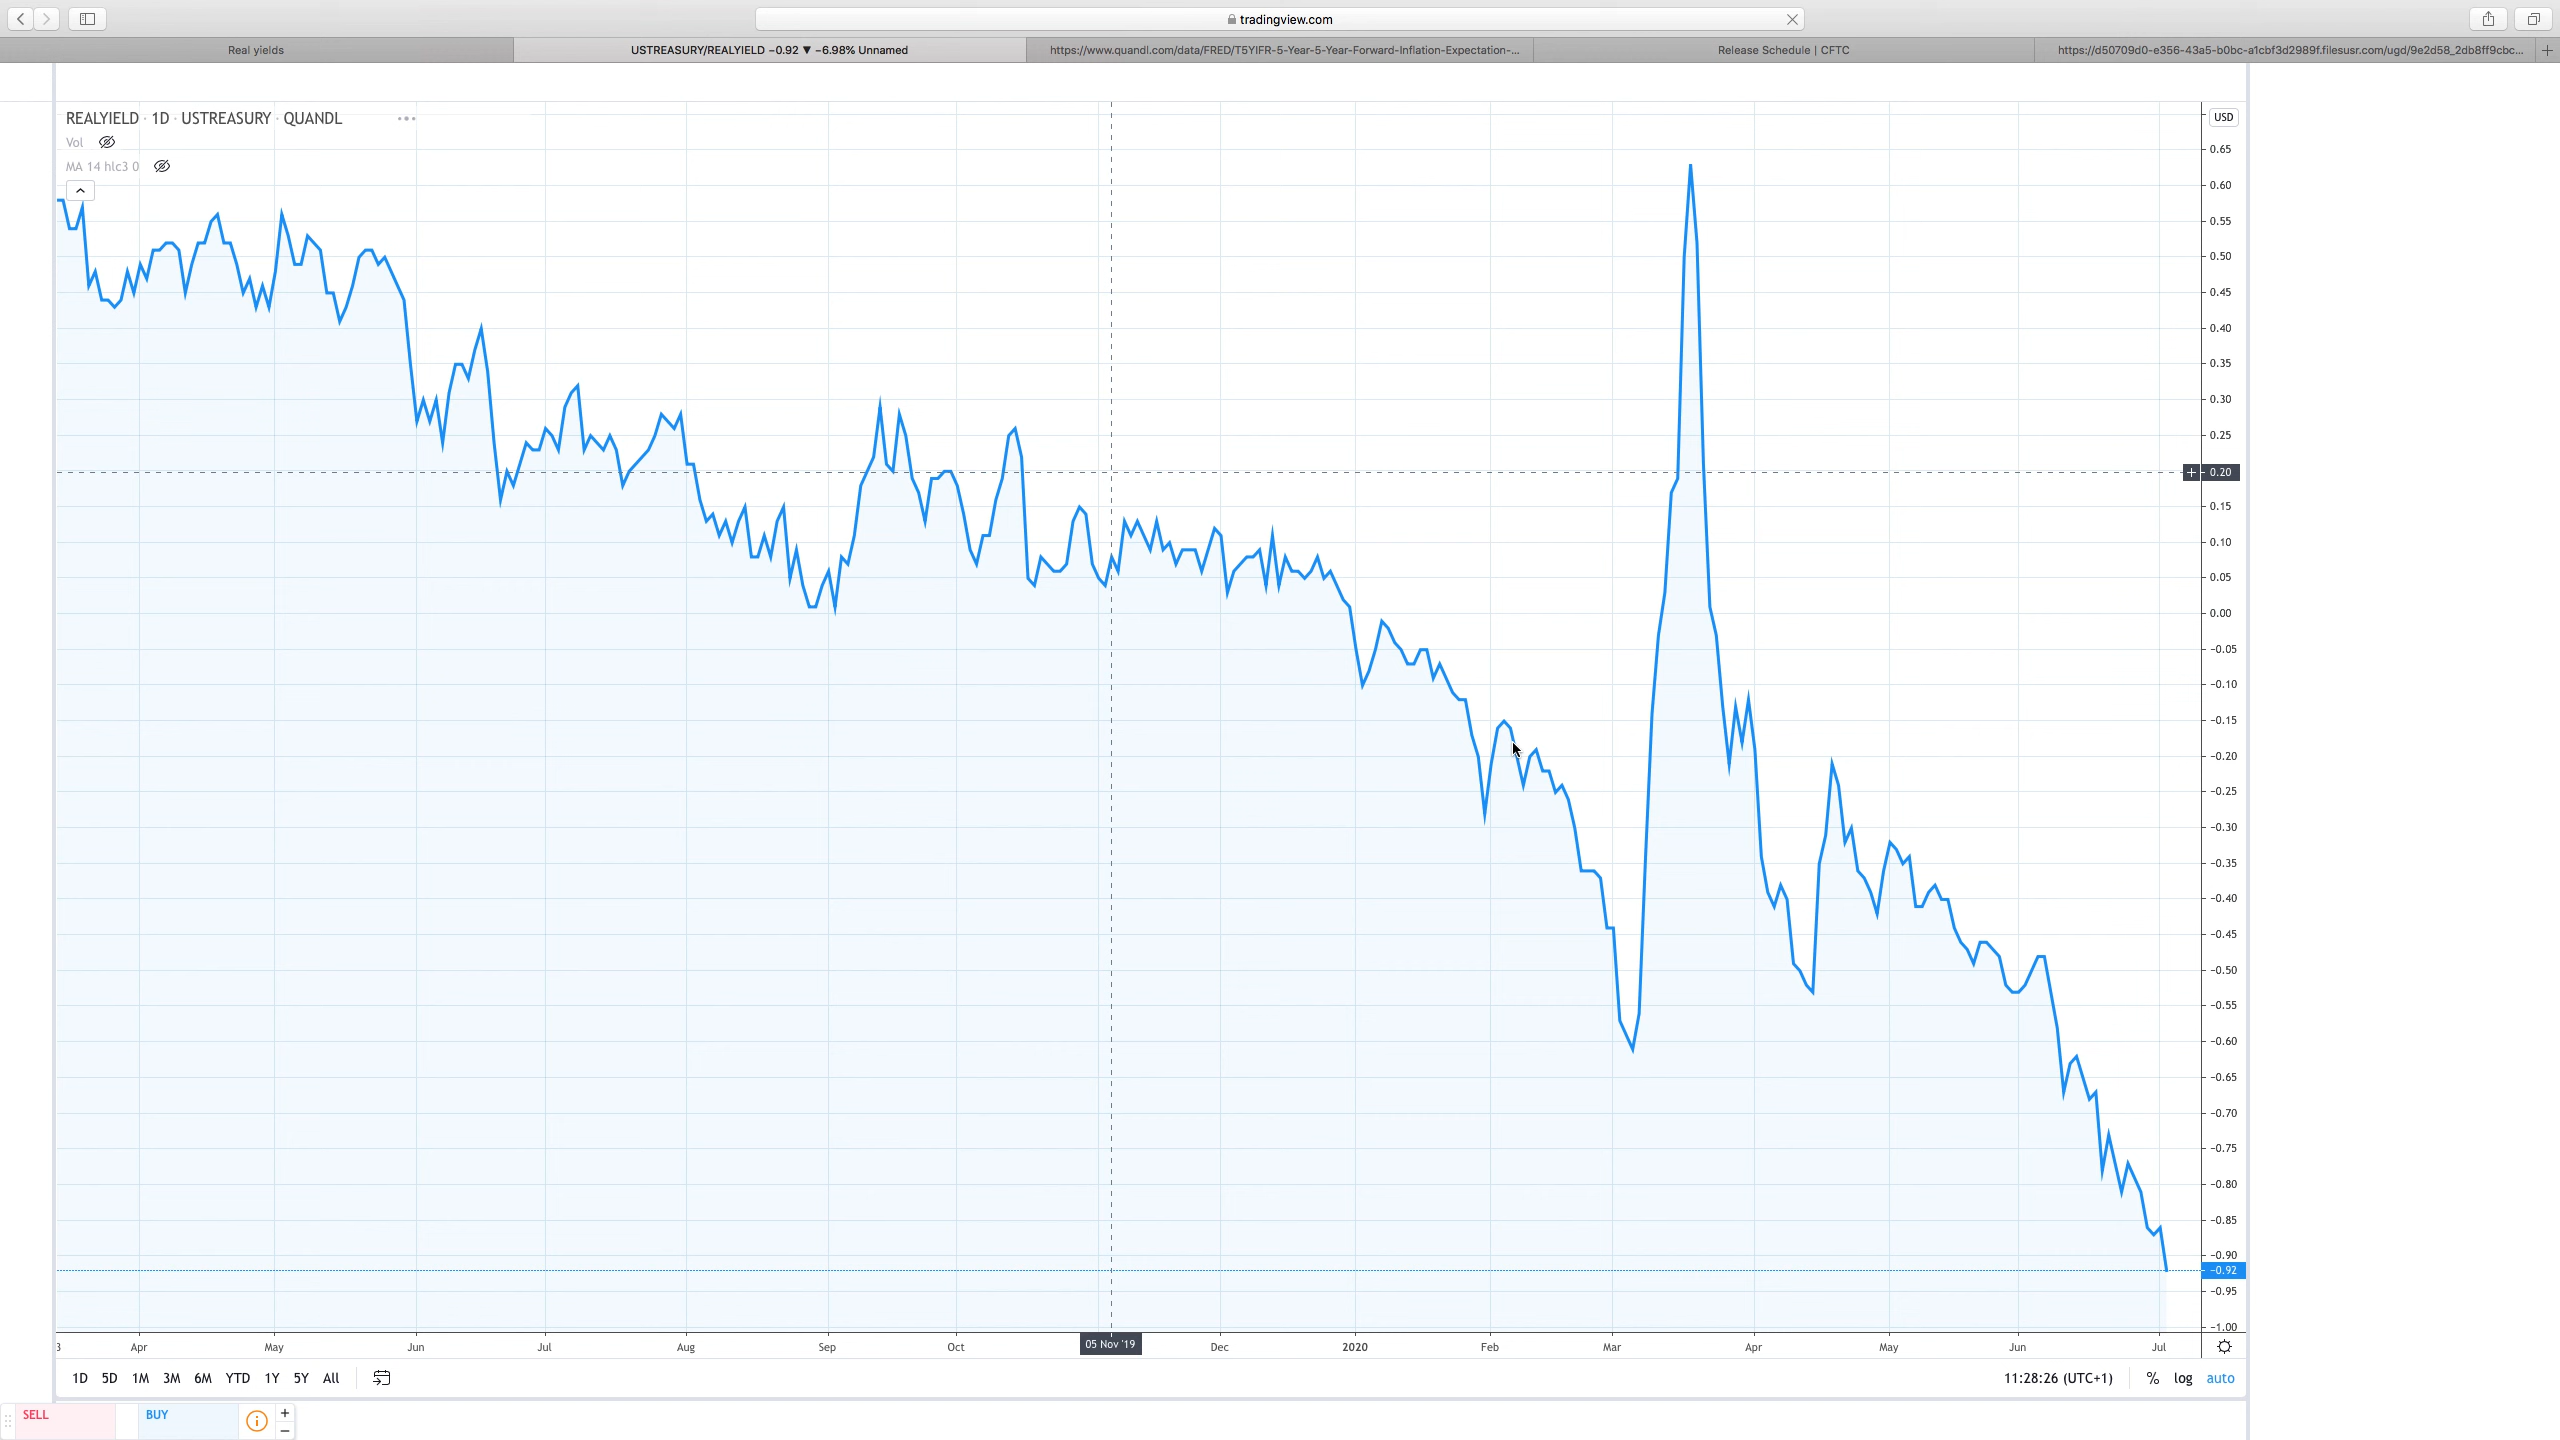 tradingview.com
Real yields
USTREASURY/REALYIELD −0.92 ▼ −6.98% Unnamed
https://www.quandl.com/data/FRED/T5YIFR-5-Year-5-Year-Forward-Inflation-Expectation-...
Release Schedule | CFTC
https://d50709d0-e356-43a5-b0bc-a1cbf3d2989f.filesusr.com/ugd/9e2d58_2db8ff9cbc...
REALYIELD · 1D · USTREASURY · QUANDL
USD
Vol
MA 14 hlc3 0
0.65
0.60
0.55
0.50
0.45
0.40
0.35
0.30
0.25
0.20
0.15
0.10
0.05
0.00
−0.05
−0.10
−0.15
−0.20
−0.25
−0.30
−0.35
−0.40
−0.45
−0.50
−0.55
−0.60
−0.65
−0.70
−0.75
−0.80
−0.85
−0.90
−0.92
−0.95
−1.00
3 Apr May Jun Jul Aug Sep Oct 05 Nov '19 Dec 2020 Feb Mar Apr May Jun Jul
1D 5D 1M 3M 6M YTD 1Y 5Y All
11:28:26 (UTC+1) % log auto
SELL
BUY